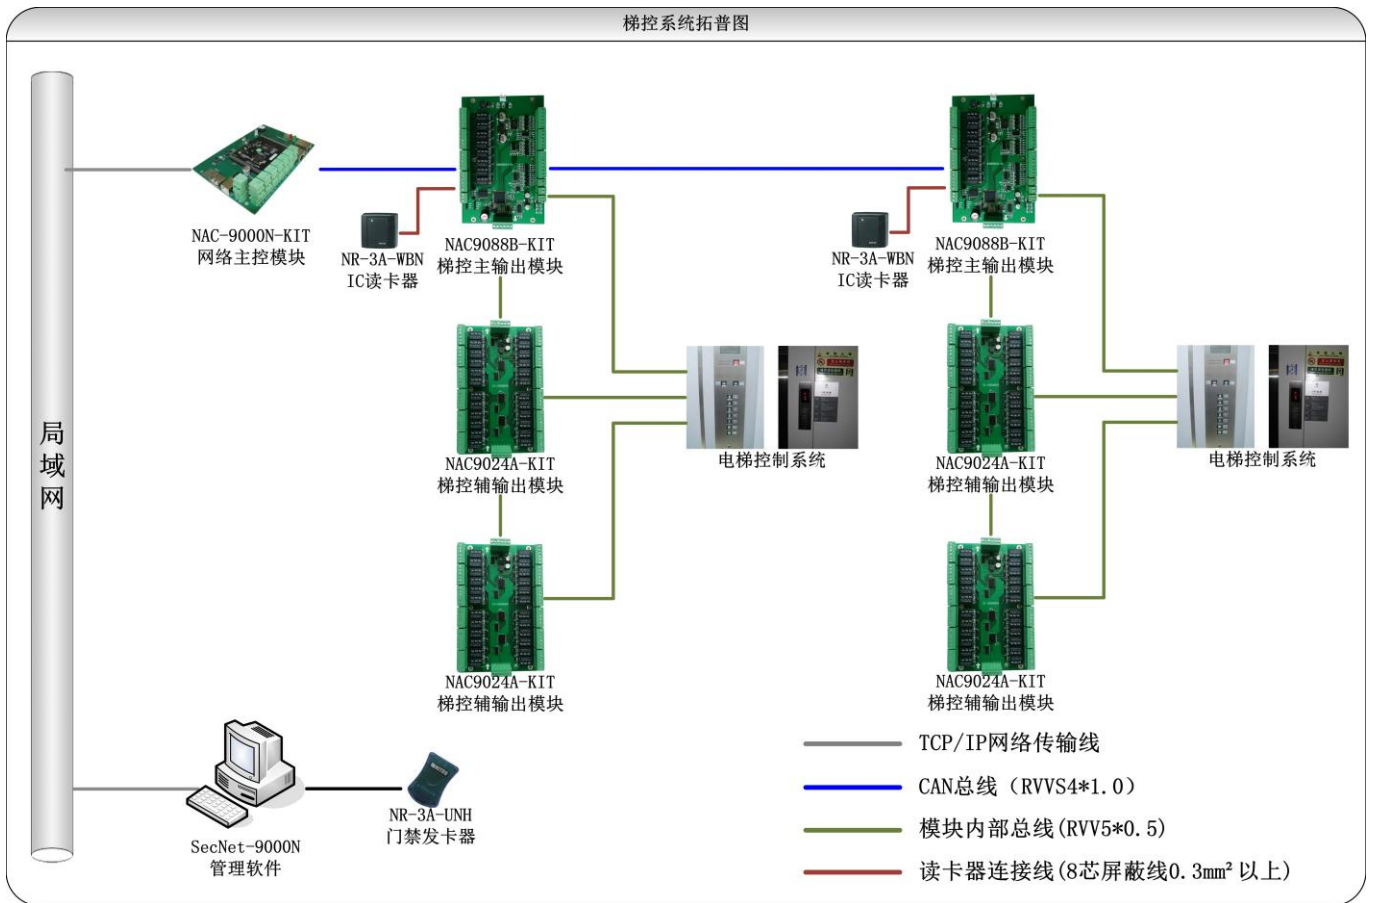 梯控系统拓普图
局域网
NAC-9000N-KIT
网络主控模块
NR-3A-WBN
IC读卡器
NAC9088B-KIT
梯控主输出模块
NR-3A-WBN
IC读卡器
NAC9088B-KIT
梯控主输出模块
NAC9024A-KIT
梯控辅输出模块
电梯控制系统
NAC9024A-KIT
梯控辅输出模块
电梯控制系统
NAC9024A-KIT
梯控辅输出模块
NAC9024A-KIT
梯控辅输出模块
SecNet-9000N
管理软件
NR-3A-UNH
门禁发卡器
TCP/IP网络传输线
CAN总线（RVVS4*1.0）
模块内部总线(RVV5*0.5)
读卡器连接线(8芯屏蔽线0.3mm²以上)